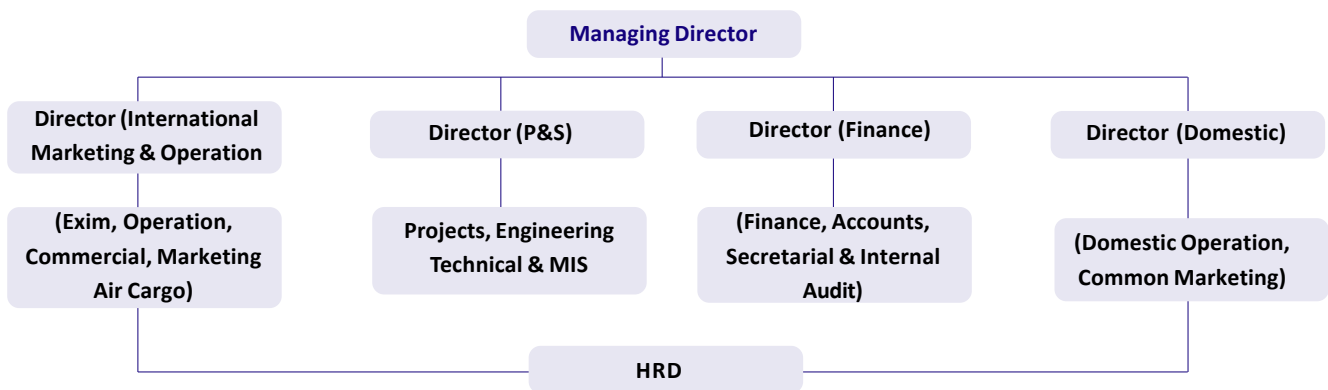 Managing Director
Director (International
Marketing & Operation
Director (P&S)
Director (Finance)
Director (Domestic)
(Exim, Operation,
Commercial, Marketing
Air Cargo)
Projects, Engineering
Technical & MIS
(Finance, Accounts,
Secretarial & Internal
Audit)
(Domestic Operation,
Common Marketing)
HRD